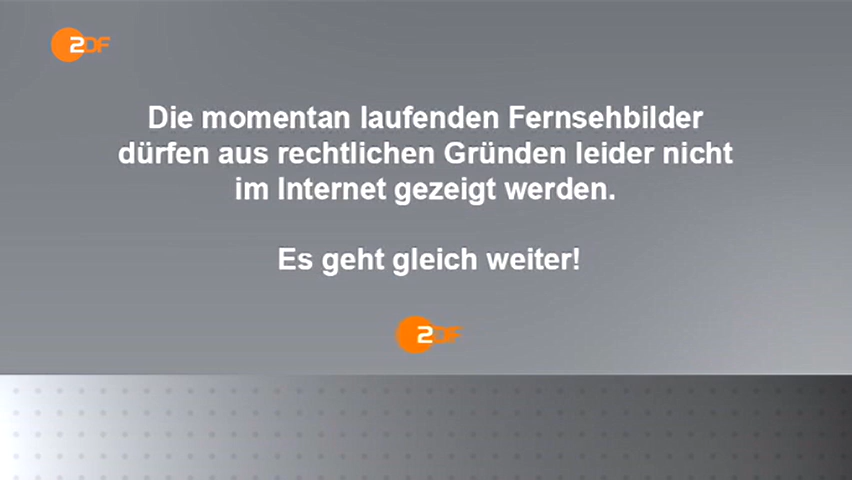 ZDF
Die momentan laufenden Fernsehbilder
dürfen aus rechtlichen Gründen leider nicht
im Internet gezeigt werden.
Es geht gleich weiter!
ZDF